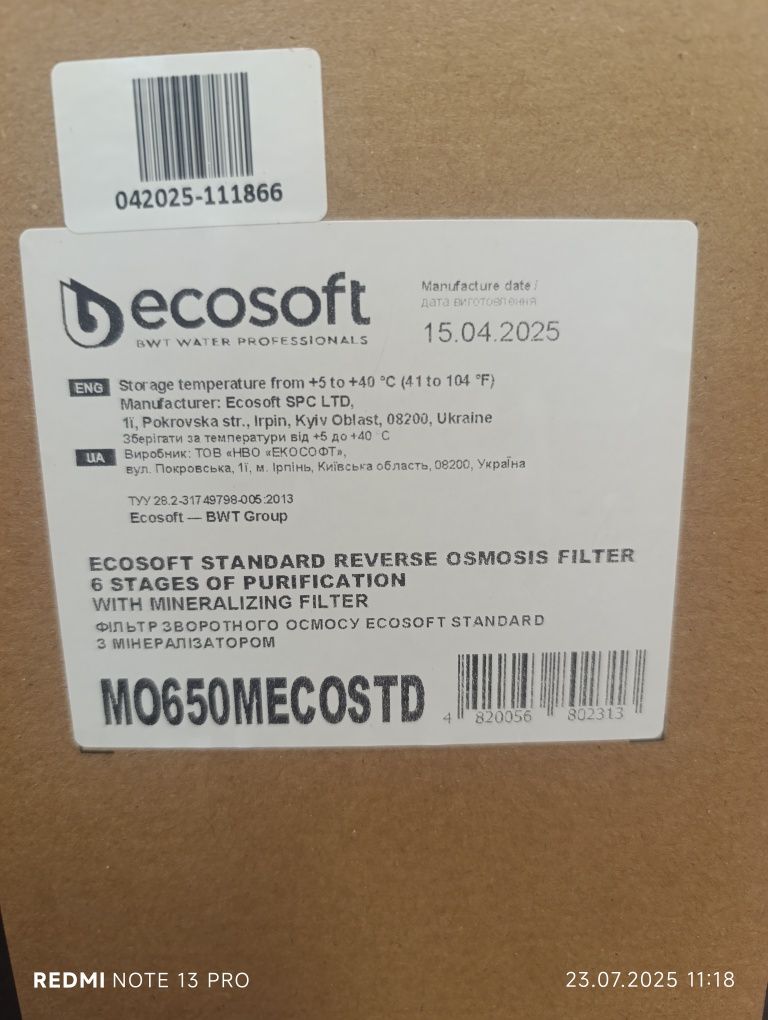 042025-111866
ecosoft
BWT WATER PROFESSIONALS
Manufacture date /
дата виготовлення
15.04.2025
ENG Storage temperature from +5 to +40 °C (41 to 104 °F)
Manufacturer: Ecosoft SPC LTD,
1ї, Pokrovska str., Irpin, Kyiv Oblast, 08200, Ukraine
Зберігати за температури від +5 до +40 °C
UA Виробник: ТОВ «НВО «ЕКОСОФТ»,
вул. Покровська, 1ї, м. Ірпінь, Київська область, 08200, Україна
ТУУ 28.2-31749798-005:2013
Ecosoft — BWT Group
ECOSOFT STANDARD REVERSE OSMOSIS FILTER
6 STAGES OF PURIFICATION
WITH MINERALIZING FILTER
ФІЛЬТР ЗВОРОТНОГО ОСМОСУ ECOSOFT STANDARD
З МІНЕРАЛІЗАТОРОМ
MO650MECOSTD
4 820056 802313
REDMI NOTE 13 PRO
23.07.2025 11:18